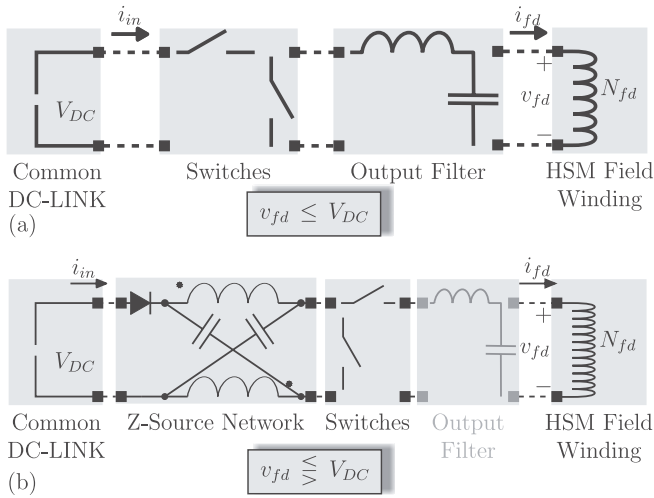 i_in i_fd
V_DC + v_fd − N_fd
Common DC-LINK
Switches
Output Filter
HSM Field Winding
v_fd ≤ V_DC
(a)
i_in i_fd
V_DC + v_fd − N_fd
Common DC-LINK
Z-Source Network
Switches
Output Filter
HSM Field Winding
v_fd ≶ V_DC
(b)